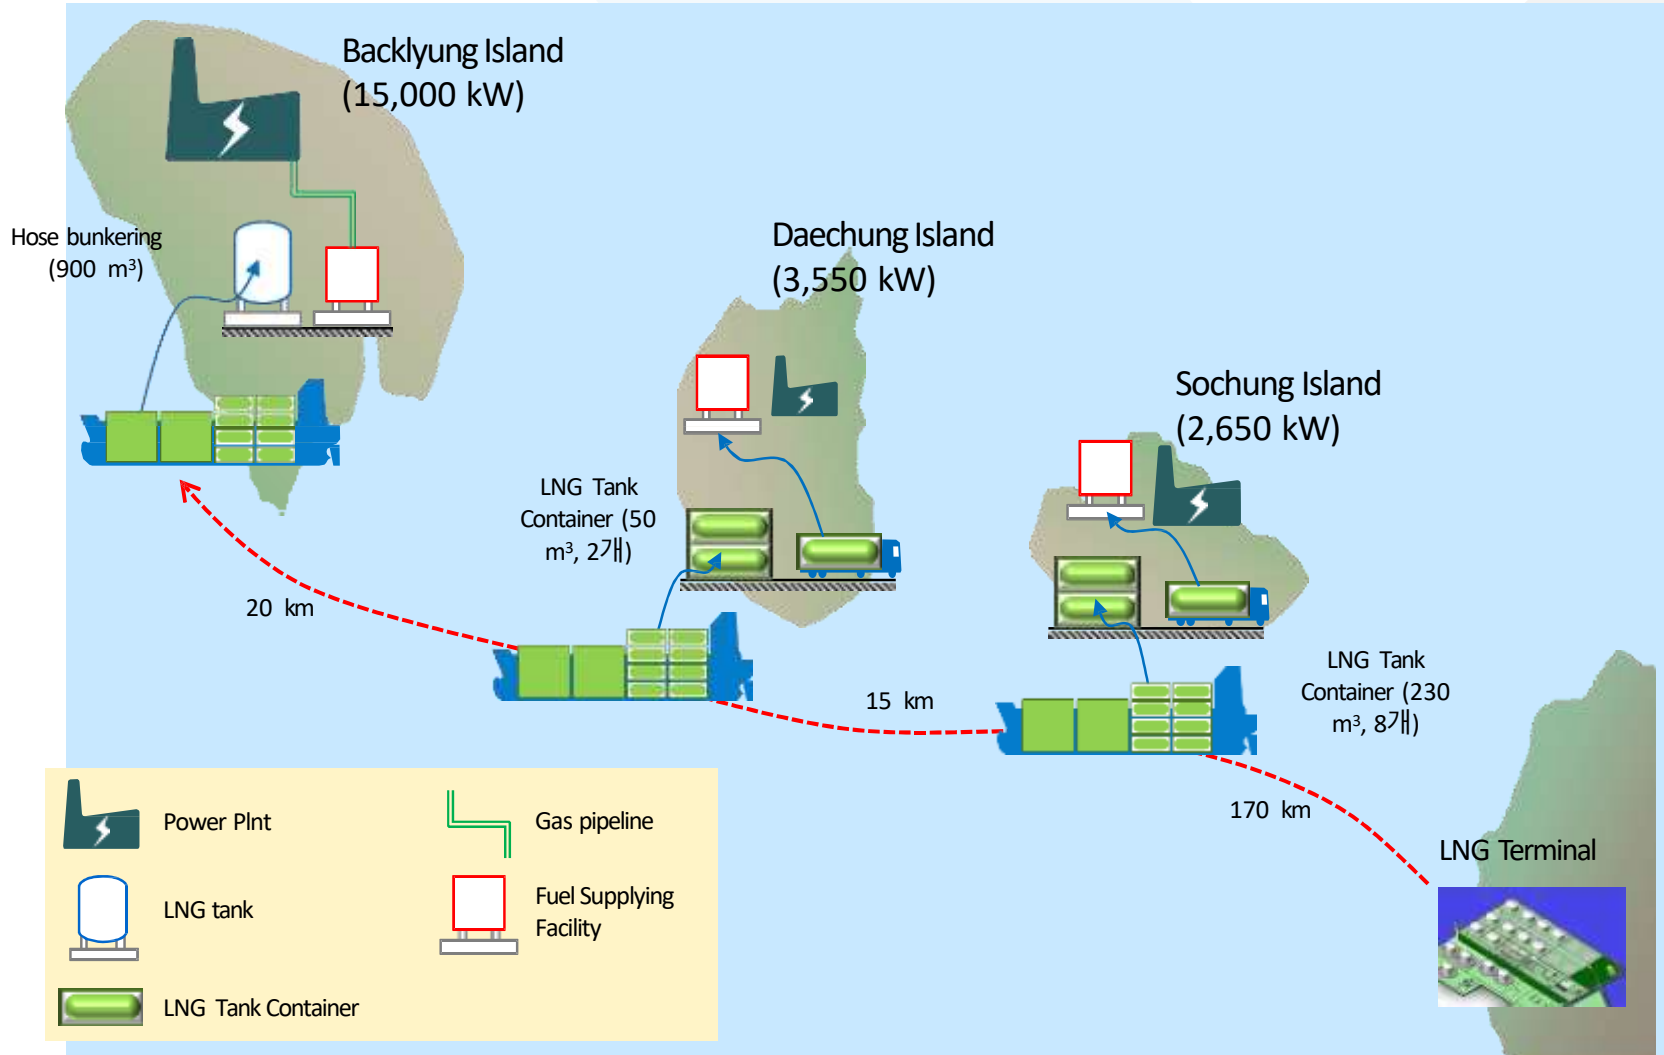 Backlyung Island
(15,000 kW)
Hose bunkering
(900 m³)
Daechung Island
(3,550 kW)
Sochung Island
(2,650 kW)
LNG Tank
Container (50
m³, 2개)
20 km
15 km
LNG Tank
Container (230
m³, 8개)
170 km
LNG Terminal
Power Plnt
Gas pipeline
LNG tank
Fuel Supplying
Facility
LNG Tank Container